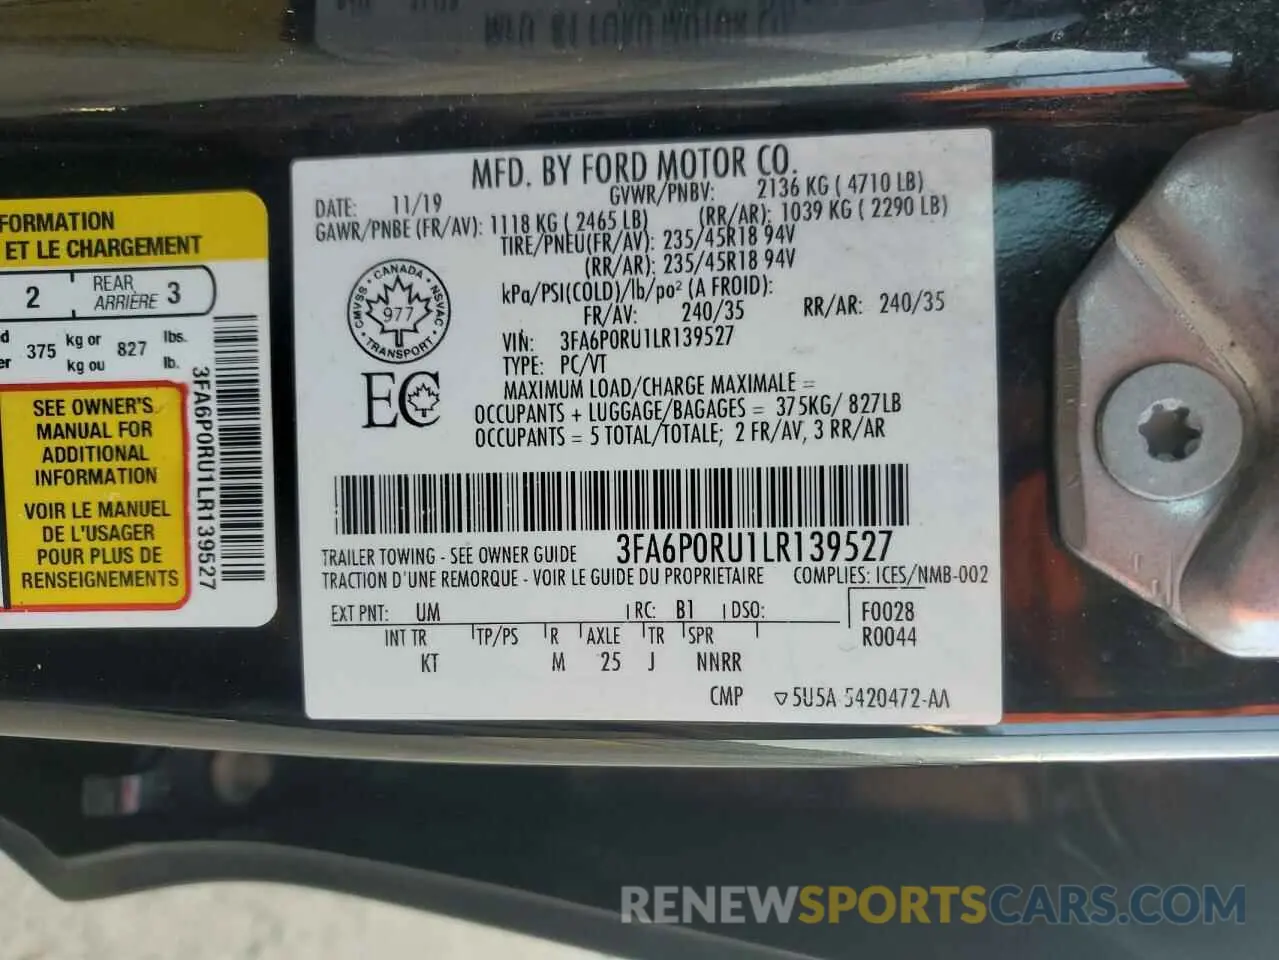 MFD. BY FORD MOTOR CO.
DATE: 11/19
GVWR/PNBV: 2136 KG ( 4710 LB)
GAWR/PNBE (FR/AV): 1118 KG ( 2465 LB)
(RR/AR): 1039 KG ( 2290 LB)
TIRE/PNEU(FR/AV): 235/45R18 94V
(RR/AR): 235/45R18 94V
kPa/PSI(COLD)/lb/po² (A FROID):
FR/AV: 240/35
RR/AR: 240/35
CMVSS • CANADA • NSVAC • TRANSPORT •
977
VIN: 3FA6P0RU1LR139527
TYPE: PC/VT
EC
MAXIMUM LOAD/CHARGE MAXIMALE =
OCCUPANTS + LUGGAGE/BAGAGES = 375KG/ 827LB
OCCUPANTS = 5 TOTAL/TOTALE; 2 FR/AV, 3 RR/AR
TRAILER TOWING - SEE OWNER GUIDE
3FA6P0RU1LR139527
TRACTION D'UNE REMORQUE - VOIR LE GUIDE DU PROPRIETAIRE
COMPLIES: ICES/NMB-002
EXT PNT: UM RC: B1 DSO:
F0028
R0044
INT TR TP/PS R AXLE TR SPR
KT M 25 J NNRR
CMP 5U5A 5420472-AA
FORMATION
ET LE CHARGEMENT
2 REAR ARRIÈRE 3
375 kg or kg ou 827 lbs. lb.
SEE OWNER'S
MANUAL FOR
ADDITIONAL
INFORMATION
VOIR LE MANUEL
DE L'USAGER
POUR PLUS DE
RENSEIGNEMENTS
3FA6P0RU1LR139527
RENEWSPORTSCARS.COM